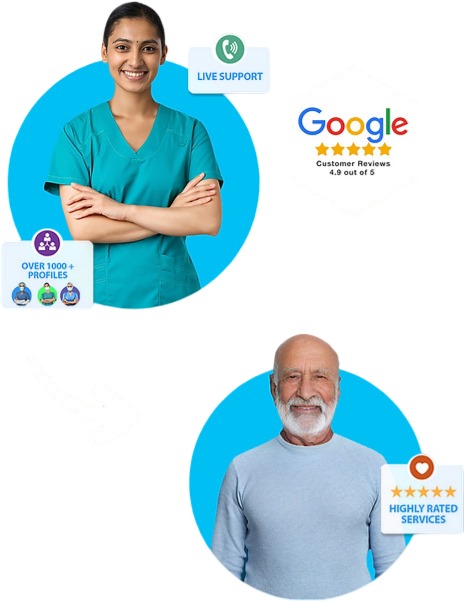 LIVE SUPPORT
Google
Customer Reviews
4.9 out of 5
OVER 1000 +
PROFILES
HIGHLY RATED
SERVICES